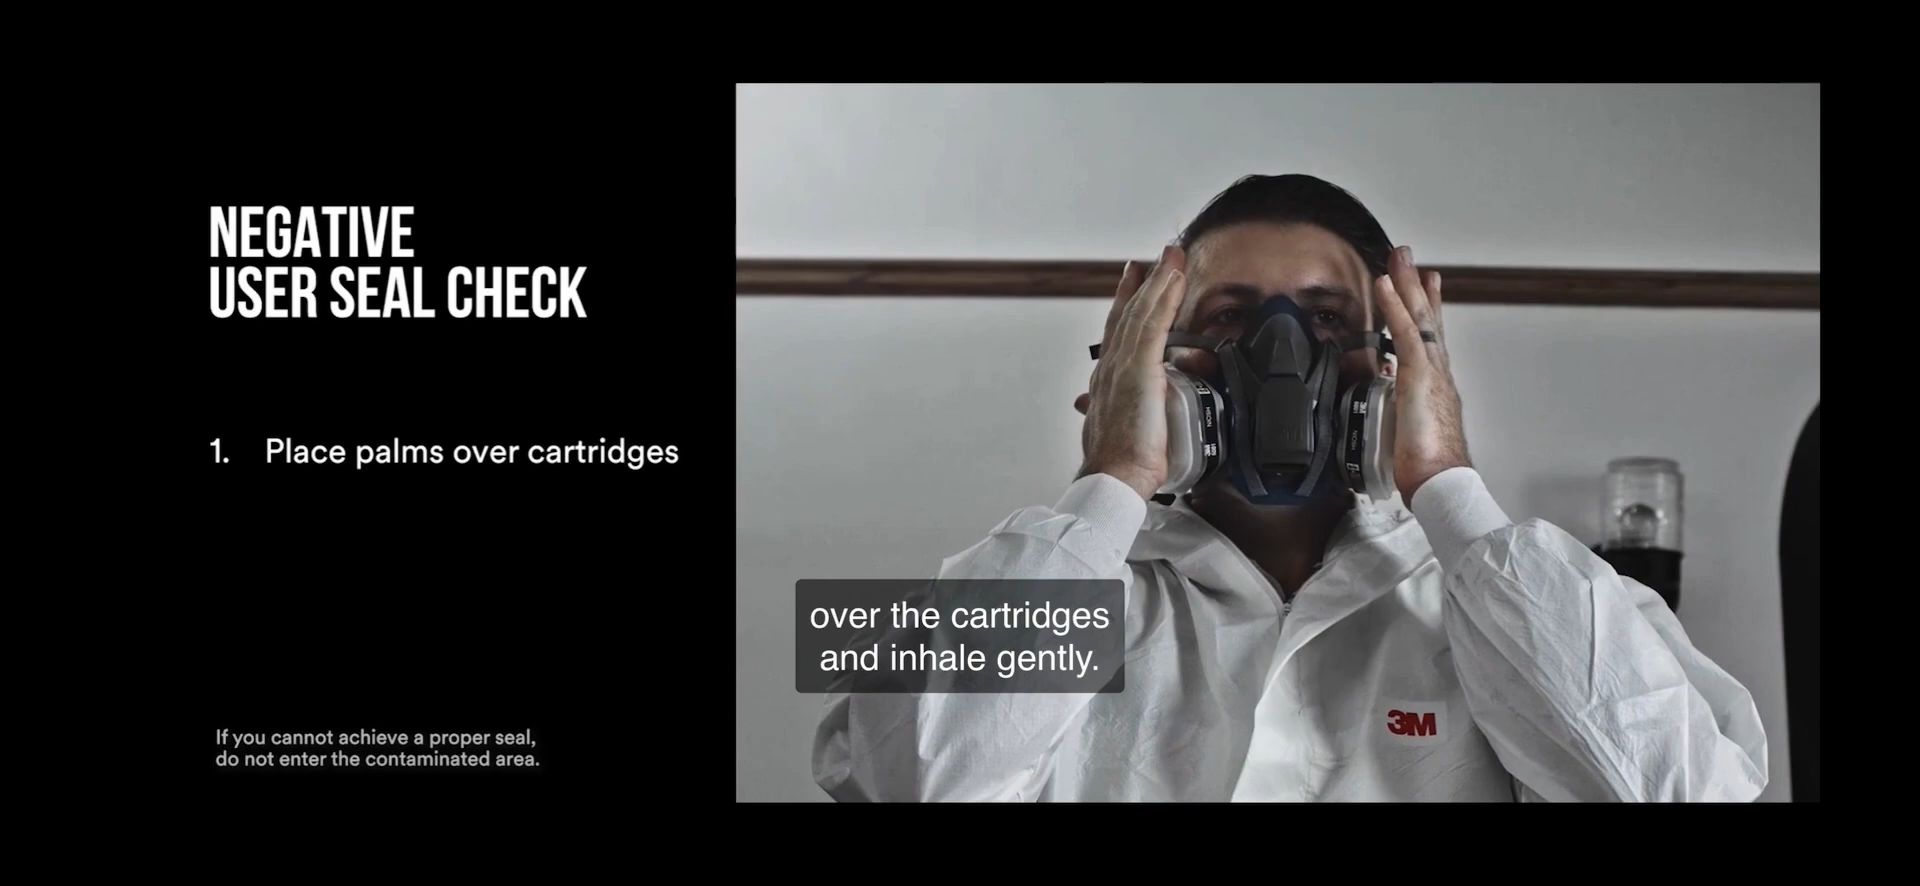 NEGATIVE
USER SEAL CHECK
1. Place palms over cartridges
If you cannot achieve a proper seal,
do not enter the contaminated area.
over the cartridges
and inhale gently.
3M